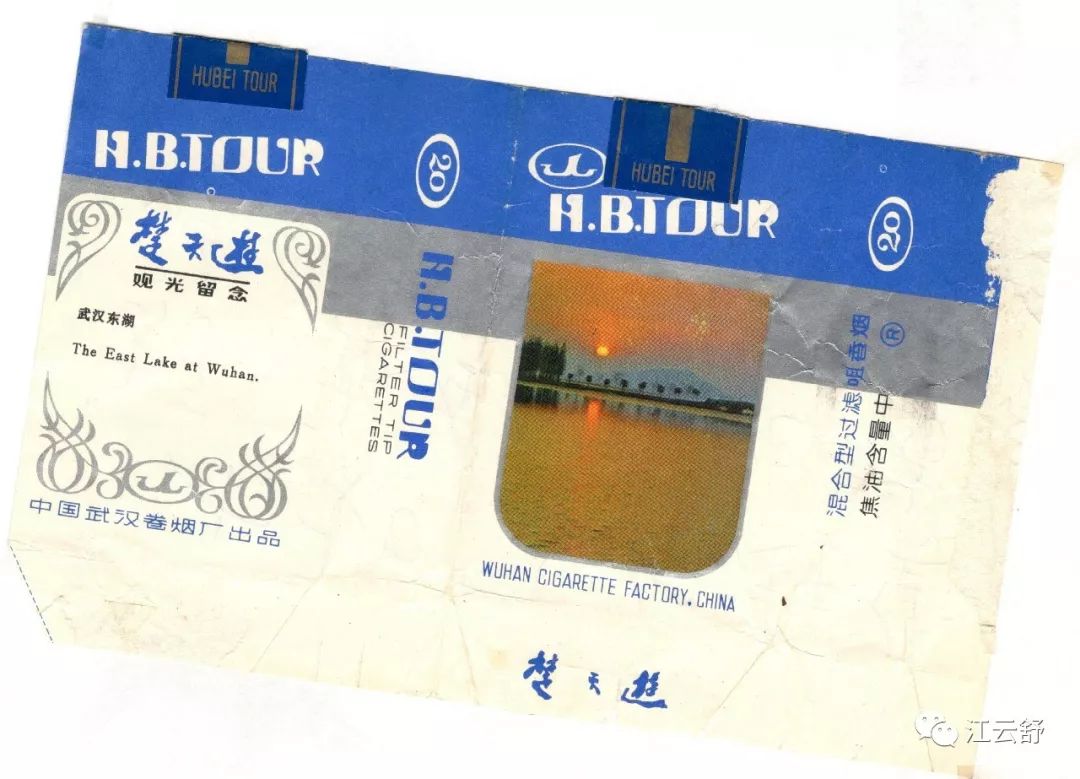 HUBEI TOUR
H.B.TOUR
楚天遊
观光留念
武汉东湖
The East Lake at Wuhan.
中国武汉卷烟厂出品
20
H.B.TOUR
FILTER TIP
CIGARETTES
HUBEI TOUR
H.B.TOUR
WUHAN CIGARETTE FACTORY, CHINA
楚天遊
20
混合型过滤咀香烟
®
焦油含量中
江云舒